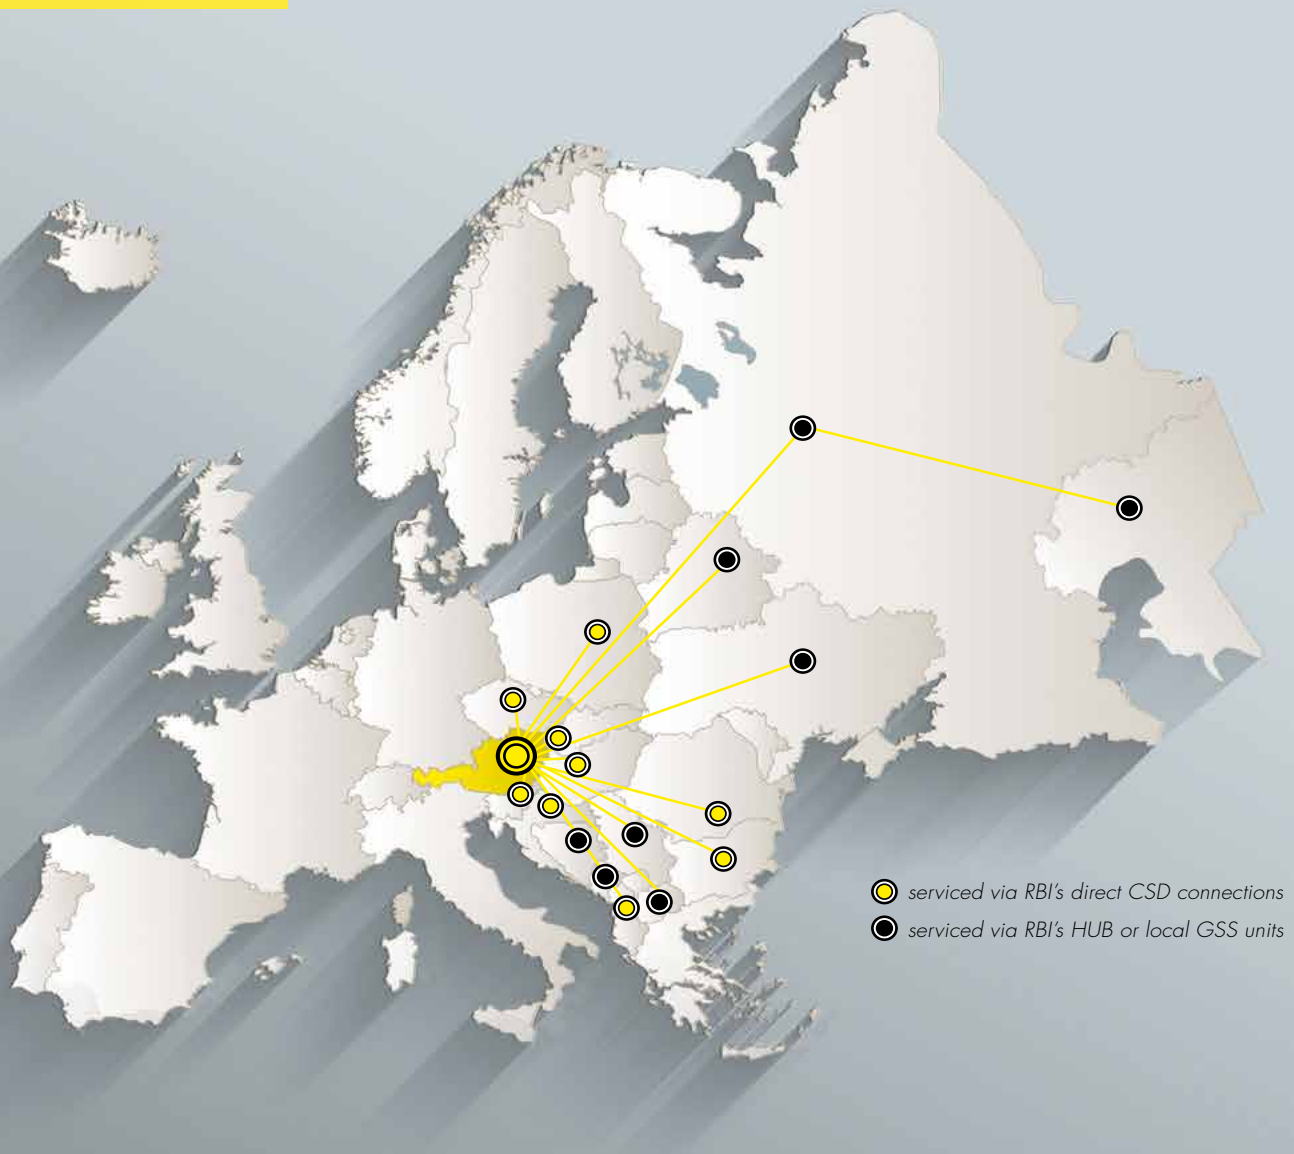 serviced via RBI's direct CSD connections
serviced via RBI's HUB or local GSS units